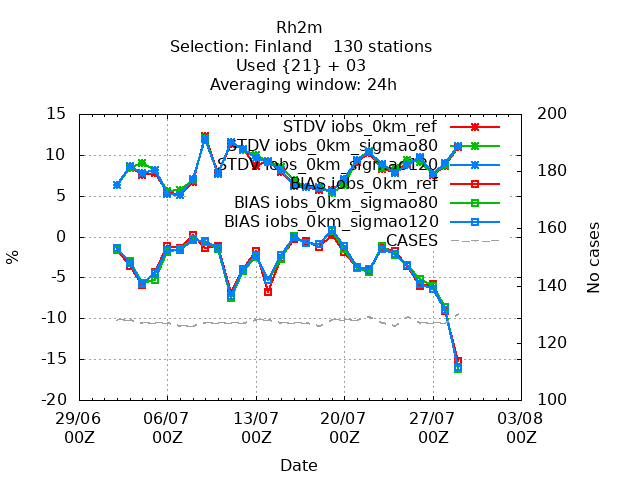 Rh2m
Selection: Finland 130 stations
Used {21} + 03
Averaging window: 24h
15
10
5
0
-5
-10
-15
-20
%
200
180
160
140
120
100
No cases
STDV iobs_0km_ref
STDV iobs_0km_sigmao80
STDV iobs_0km_sigmao120
BIAS iobs_0km_ref
BIAS iobs_0km_sigmao80
BIAS iobs_0km_sigmao120
CASES
29/06 06/07 13/07 20/07 27/07 03/08
00Z 00Z 00Z 00Z 00Z 00Z
Date